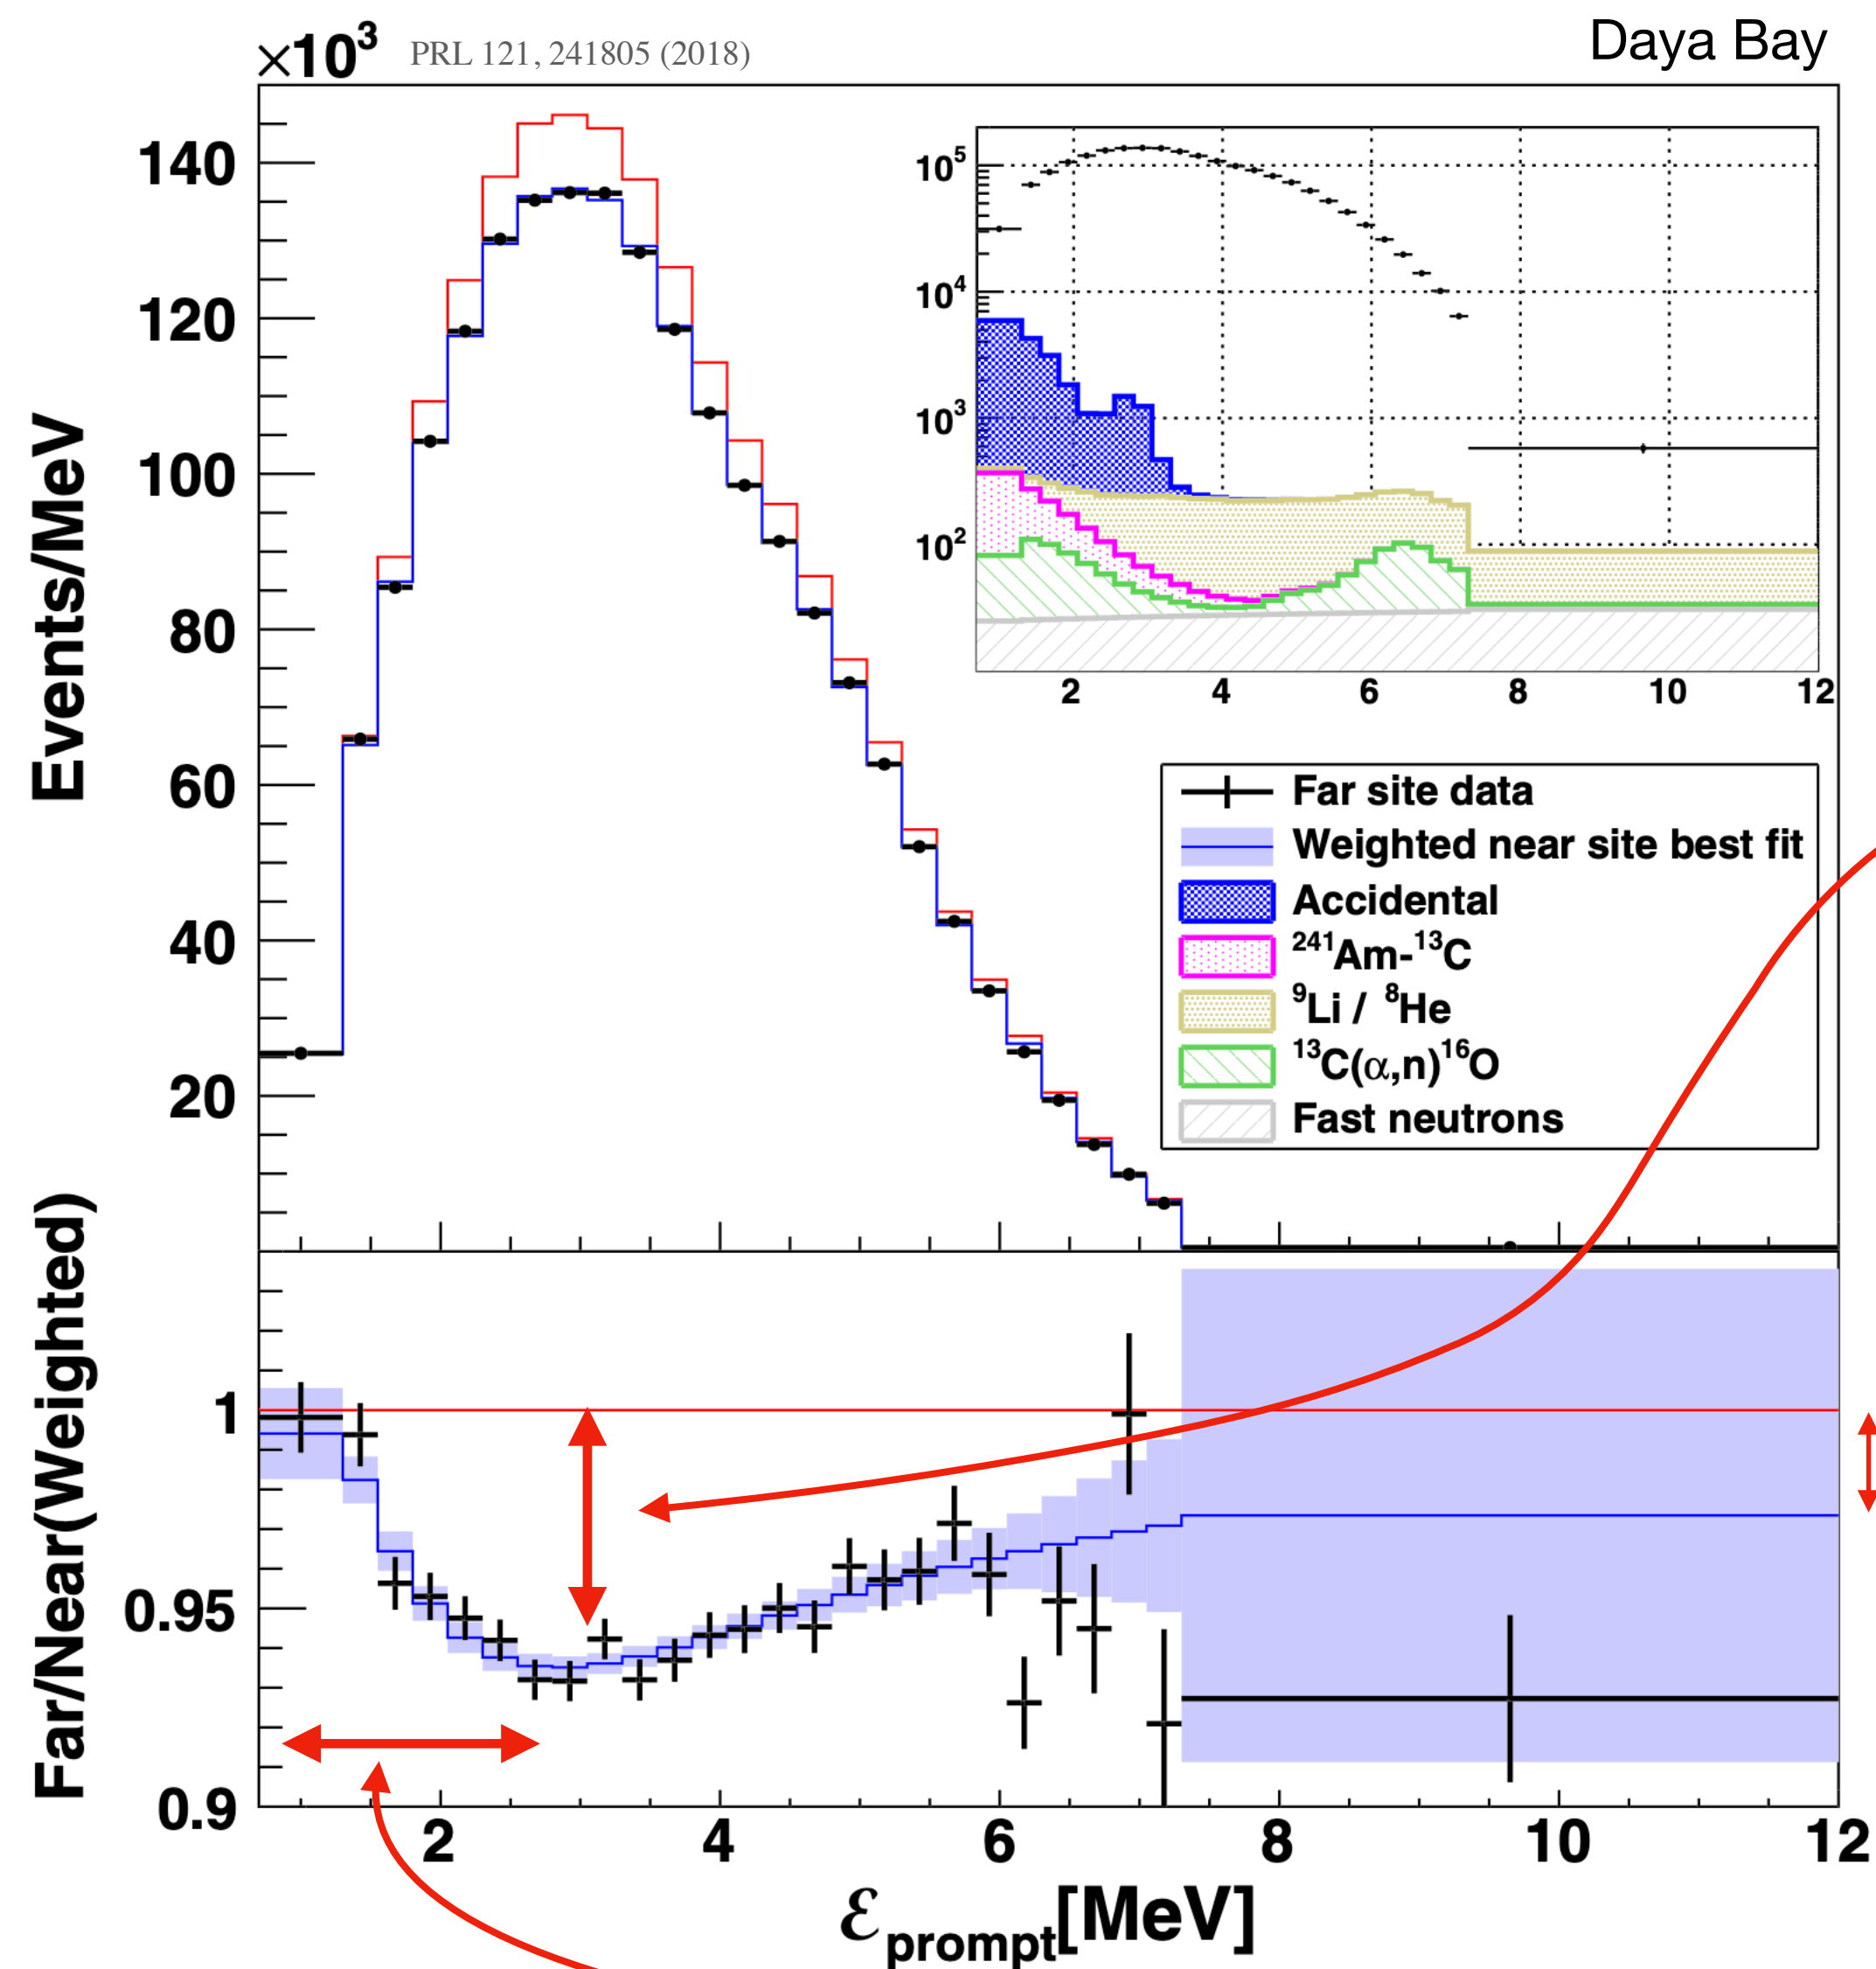 ×10³ PRL 121, 241805 (2018) Daya Bay
Events/MeV
140
120
100
80
60
40
20
10⁵
10⁴
10³
10²
2 4 6 8 10 12
Far site data
Weighted near site best fit
Accidental
²⁴¹Am-¹³C
⁹Li / ⁸He
¹³C(α,n)¹⁶O
Fast neutrons
Far/Near(Weighted)
1
0.95
0.9
2 4 6 8 10 12
ℰprompt[MeV]